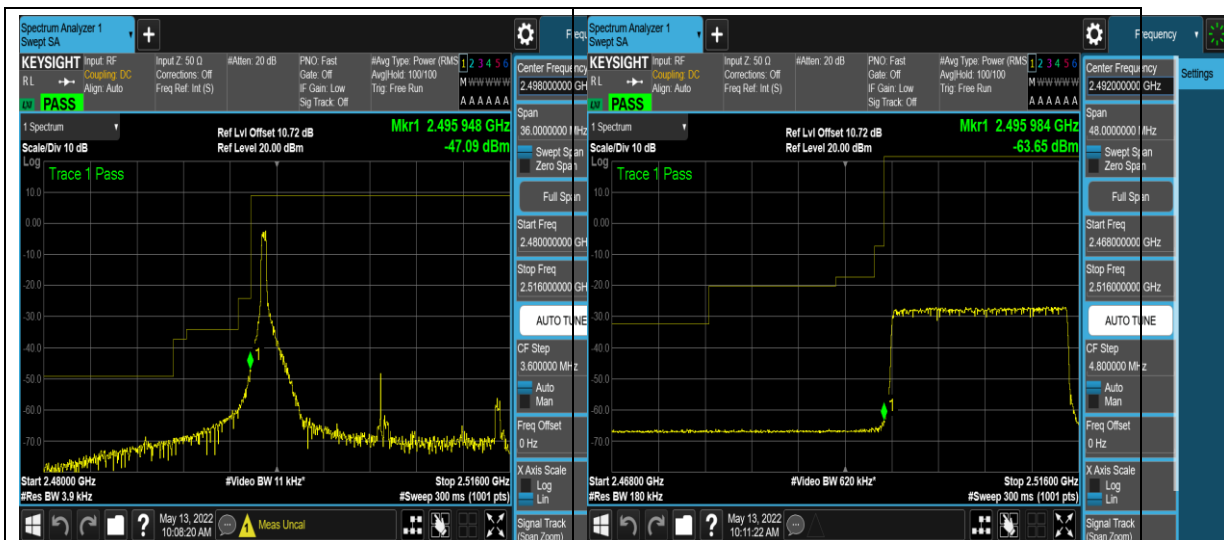 Spectrum Analyzer 1
Swept SA
+
Frequ
KEYSIGHT
RL
LXI
PASS
Input: RF
Coupling: DC
Align: Auto
Input Z: 50 Ω
Corrections: Off
Freq Ref: Int (S)
#Atten: 20 dB
PNO: Fast
Gate: Off
IF Gain: Low
Sig Track: Off
#Avg Type: Power (RMS
Avg|Hold: 100/100
Trig: Free Run
1 2 3 4 5 6
M W W W W W
A A A A A A
1 Spectrum
Scale/Div 10 dB
Log
Ref Lvl Offset 10.72 dB
Ref Level 20.00 dBm
Mkr1 2.495 948 GHz
-47.09 dBm
Trace 1 Pass
10.0
0.00
-10.0
-20.0
-30.0
-40.0
-50.0
-60.0
-70.0
1
Start 2.48000 GHz
#Res BW 3.9 kHz
#Video BW 11 kHz*
Stop 2.51600 GHz
#Sweep 300 ms (1001 pts)
Center Frequency
2.498000000 GH
Span
36.0000000 MHz
Swept Span
Zero Span
Full Span
Start Freq
2.480000000 GH
Stop Freq
2.516000000 GH
AUTO TUNE
CF Step
3.600000 MHz
Auto
Man
Freq Offset
0 Hz
X Axis Scale
Log
Lin
Signal Track
(Span Zoom)
?
May 13, 2022
10:08:20 AM
Meas Uncal
Spectrum Analyzer 1
Swept SA
+
Frequency
Settings
KEYSIGHT
RL
LXI
PASS
Input: RF
Coupling: DC
Align: Auto
Input Z: 50 Ω
Corrections: Off
Freq Ref: Int (S)
#Atten: 20 dB
PNO: Fast
Gate: Off
IF Gain: Low
Sig Track: Off
#Avg Type: Power (RMS
Avg|Hold: 100/100
Trig: Free Run
1 2 3 4 5 6
M W W W W W
A A A A A A
1 Spectrum
Scale/Div 10 dB
Log
Ref Lvl Offset 10.72 dB
Ref Level 20.00 dBm
Mkr1 2.495 984 GHz
-63.65 dBm
Trace 1 Pass
10.0
0.00
-10.0
-20.0
-30.0
-40.0
-50.0
-60.0
-70.0
1
Start 2.46800 GHz
#Res BW 180 kHz
#Video BW 620 kHz*
Stop 2.51600 GHz
#Sweep 300 ms (1001 pts)
Center Frequency
2.492000000 GHz
Span
48.0000000 MHz
Swept Span
Zero Span
Full Span
Start Freq
2.468000000 GHz
Stop Freq
2.516000000 GHz
AUTO TUNE
CF Step
4.800000 MHz
Auto
Man
Freq Offset
0 Hz
X Axis Scale
Log
Lin
Signal Track
(Span Zoom)
?
May 13, 2022
10:11:22 AM